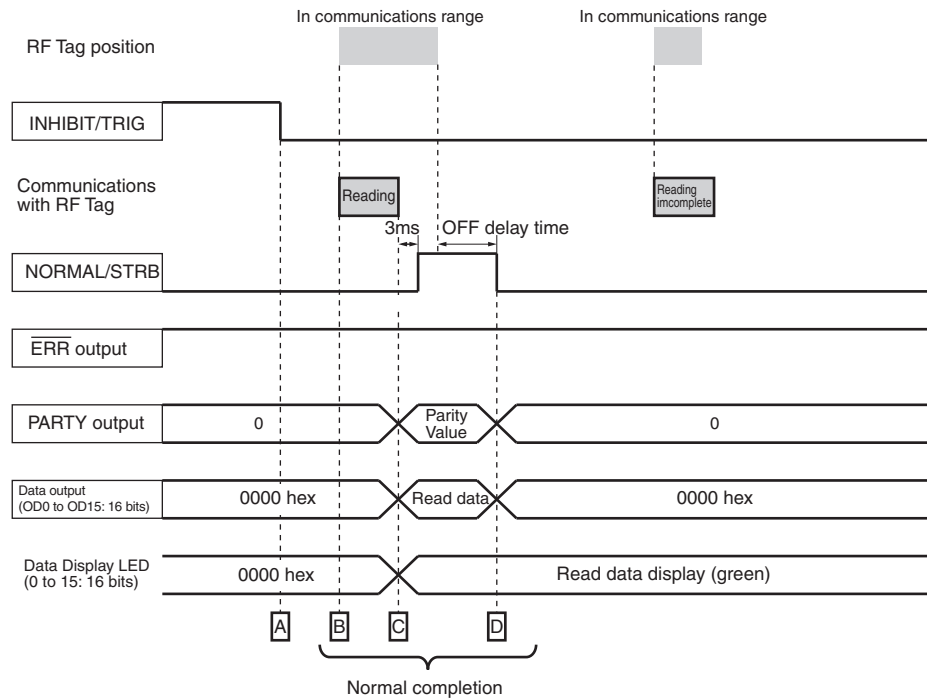 In communications range
In communications range
RF Tag position
INHIBIT/TRIG
Communications
with RF Tag
Reading
Reading
imcomplete
3ms
OFF delay time
NORMAL/STRB
ERR output
PARTY output
0
Parity
Value
0
Data output
(OD0 to OD15: 16 bits)
0000 hex
Read data
0000 hex
Data Display LED
(0 to 15: 16 bits)
0000 hex
Read data display (green)
A
B
C
D
Normal completion